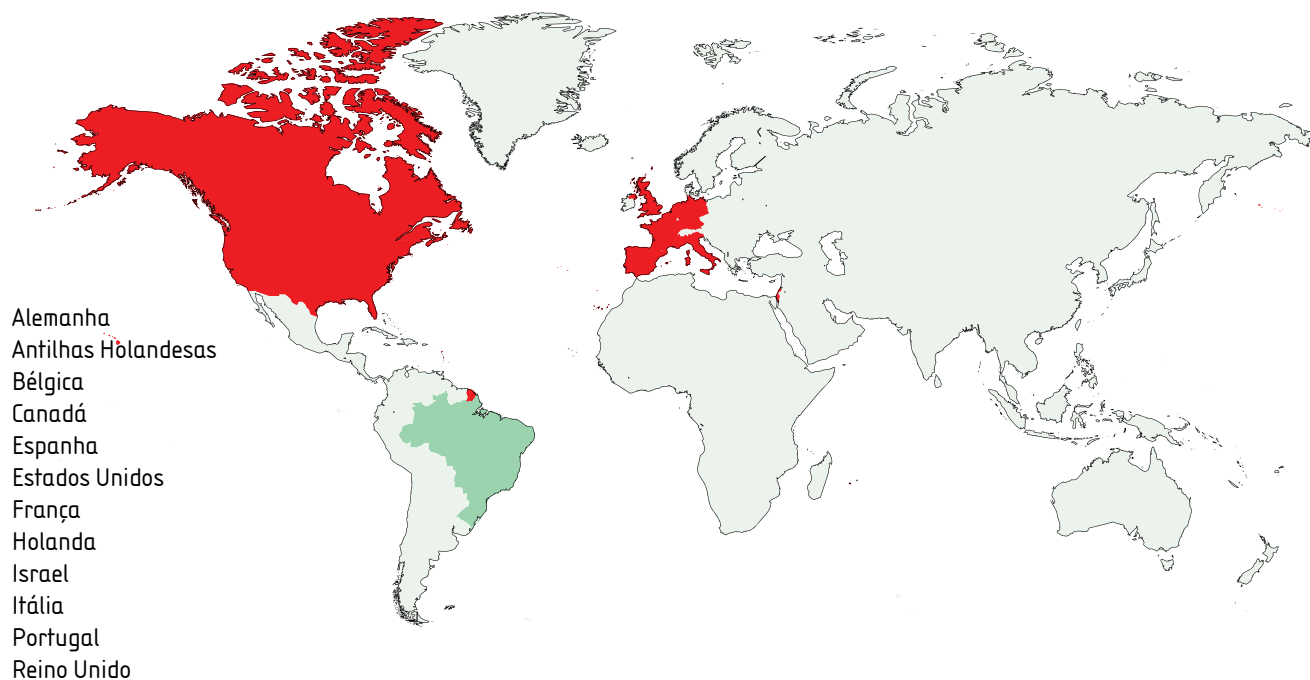 Alemanha
Antilhas Holandesas
Bélgica
Canadá
Espanha
Estados Unidos
França
Holanda
Israel
Itália
Portugal
Reino Unido